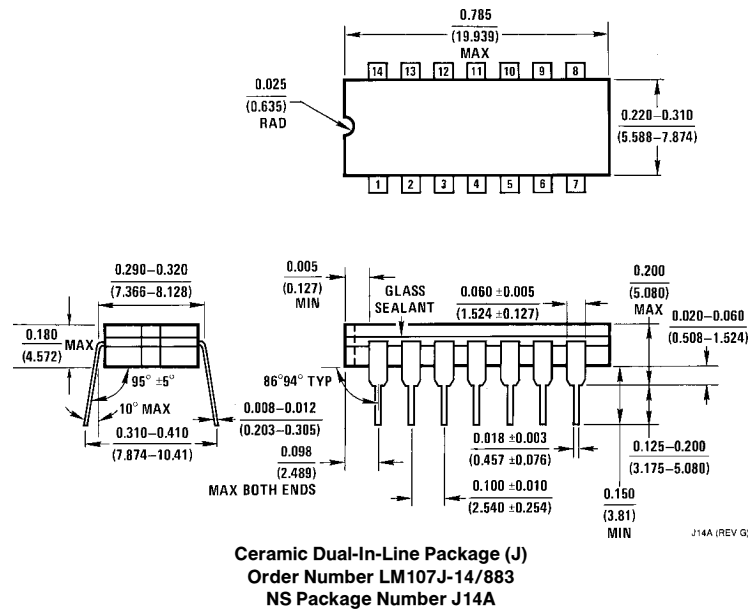 0.785
(19.939)
MAX
14 13 12 11 10 9 8
0.025
(0.635)
RAD
0.220–0.310
(5.588–7.874)
1 2 3 4 5 6 7
0.290–0.320
(7.366–8.128)
0.180
(4.572)
MAX
95° ±5°
10° MAX
0.310–0.410
(7.874–10.41)
0.008–0.012
(0.203–0.305)
0.005
(0.127)
MIN
GLASS
SEALANT
0.060 ±0.005
(1.524 ±0.127)
0.200
(5.080)
MAX
0.020–0.060
(0.508–1.524)
86°94° TYP
0.098
(2.489)
MAX BOTH ENDS
0.018 ±0.003
(0.457 ±0.076)
0.100 ±0.010
(2.540 ±0.254)
0.125–0.200
(3.175–5.080)
0.150
(3.81)
MIN
J14A (REV G)
Ceramic Dual-In-Line Package (J)
Order Number LM107J-14/883
NS Package Number J14A